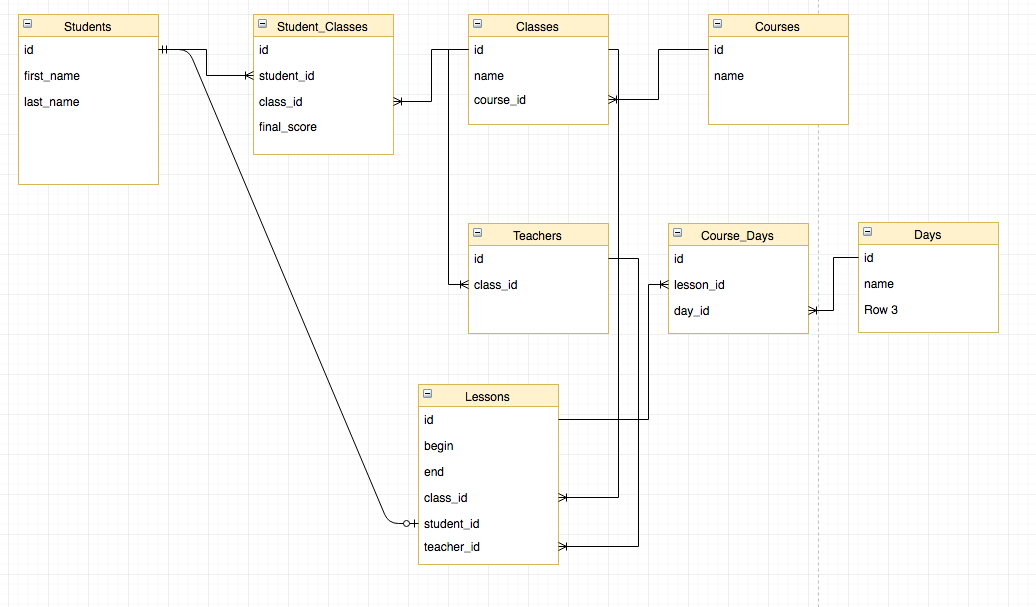 Students
id
first_name
last_name
Student_Classes
id
student_id
class_id
final_score
Classes
id
name
course_id
Courses
id
name
Teachers
id
class_id
Course_Days
id
lesson_id
day_id
Days
id
name
Row 3
Lessons
id
begin
end
class_id
student_id
teacher_id